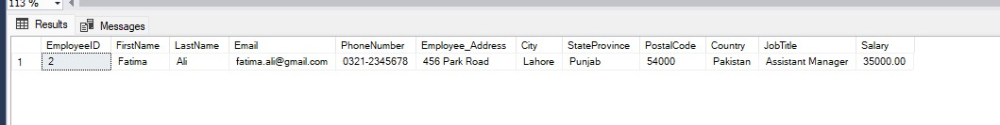 113 %
Results Messages
EmployeeID FirstName LastName Email PhoneNumber Employee_Address City StateProvince PostalCode Country JobTitle Salary
1 2 Fatima Ali fatima.ali@gmail.com 0321-2345678 456 Park Road Lahore Punjab 54000 Pakistan Assistant Manager 35000.00